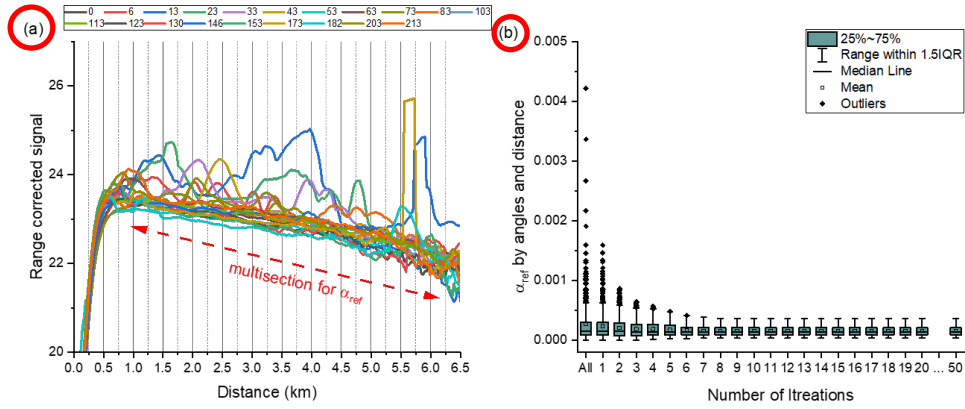 0 6 13 23 33 43 53 63 73 83 103
113 123 130 146 153 173 182 203 213
(a)
Range corrected signal
26
25
24
23
22
21
20
multisection for α_ref
0.0 0.5 1.0 1.5 2.0 2.5 3.0 3.5 4.0 4.5 5.0 5.5 6.0 6.5
Distance (km)
(b)
α_ref by angles and distance
0.005
0.004
0.003
0.002
0.001
0.000
25%~75%
Range within 1.5IQR
Median Line
Mean
Outliers
All 1 2 3 4 5 6 7 8 9 10 11 12 13 14 15 16 17 18 19 20 ... 50
Number of Itreations